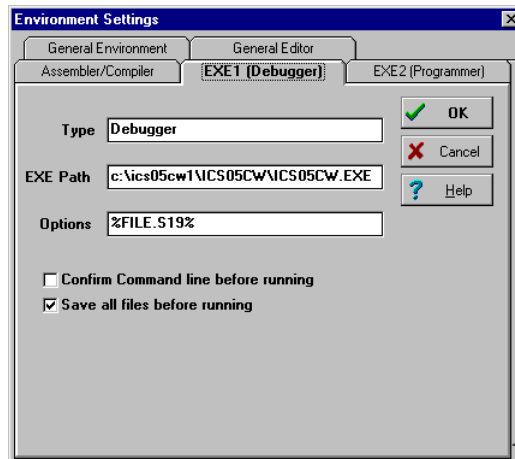 Environment Settings
General Environment
General Editor
Assembler/Compiler
EXE1 (Debugger)
EXE2 (Programmer)
Type
Debugger
EXE Path
c:\ics05cw1\ICS05CW\ICS05CW.EXE
Options
%FILE.S19%
Confirm Command line before running
Save all files before running
OK
Cancel
Help